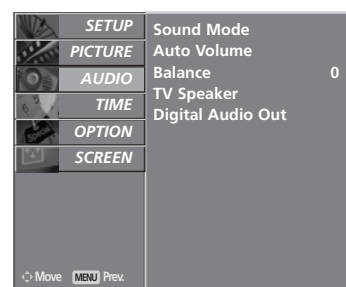 SETUP
PICTURE
AUDIO
TIME
OPTION
SCREEN
Move MENU Prev.
Sound Mode
Auto Volume
Balance 0
TV Speaker
Digital Audio Out